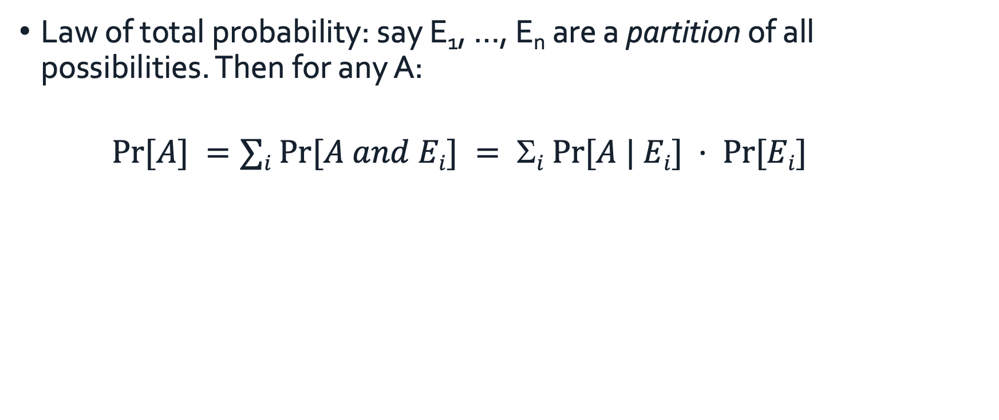 • Law of total probability: say E₁, …, Eₙ are a partition of all
possibilities. Then for any A:
Pr[A] = ∑ᵢ Pr[A and Eᵢ] = Σᵢ Pr[A | Eᵢ] · Pr[Eᵢ]